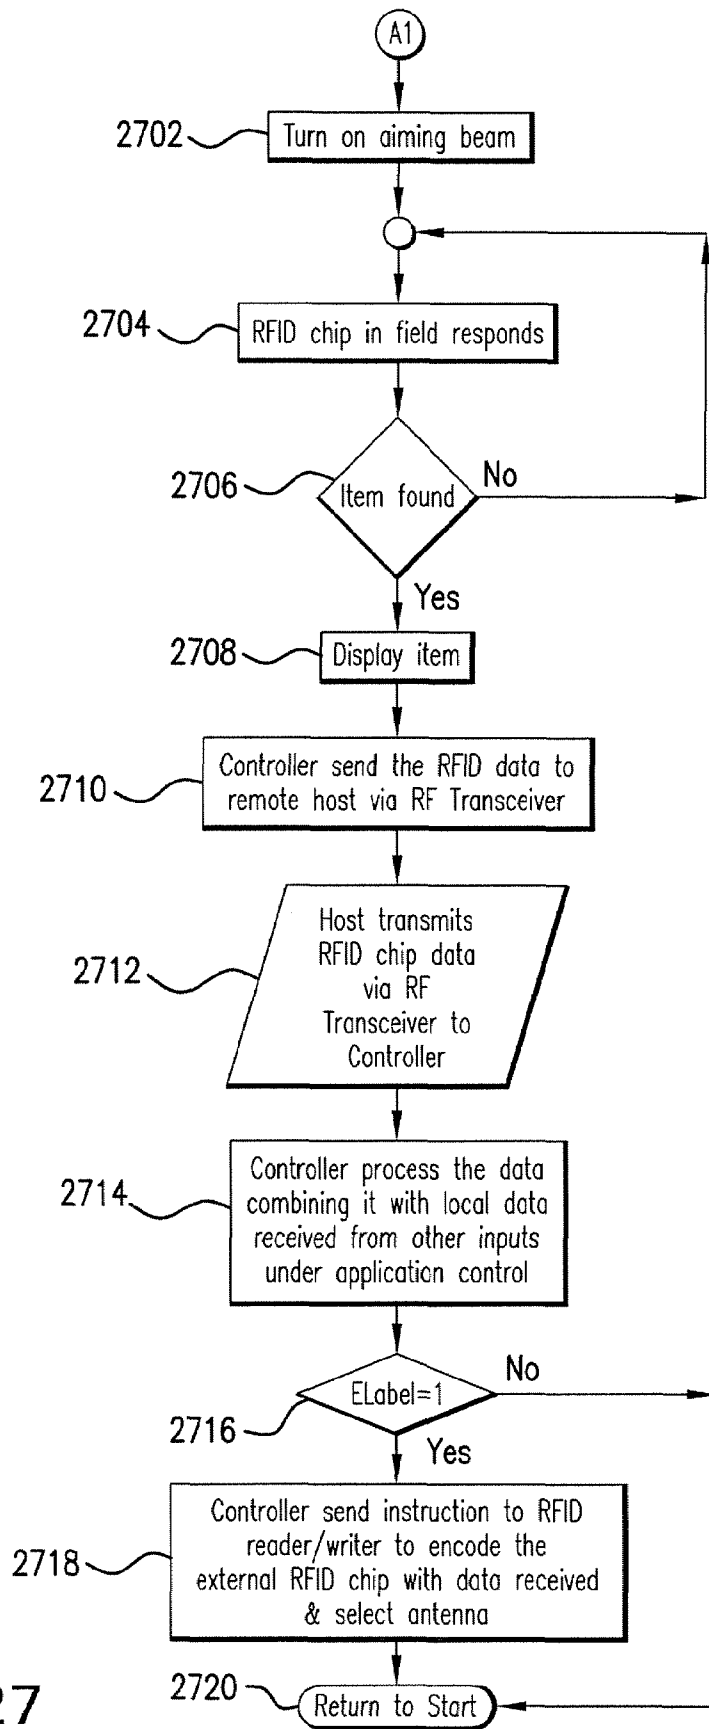 A1
2702
Turn on aiming beam
2704
RFID chip in field responds
2706
Item found
No
Yes
2708
Display item
2710
Controller send the RFID data to
remote host via RF Transceiver
2712
Host transmits
RFID chip data
via RF
Transceiver to
Controller
2714
Controller process the data
combining it with local data
received from other inputs
under application control
2716
ELabel=1
No
Yes
2718
Controller send instruction to RFID
reader/writer to encode the
external RFID chip with data received
& select antenna
2720
Return to Start
27